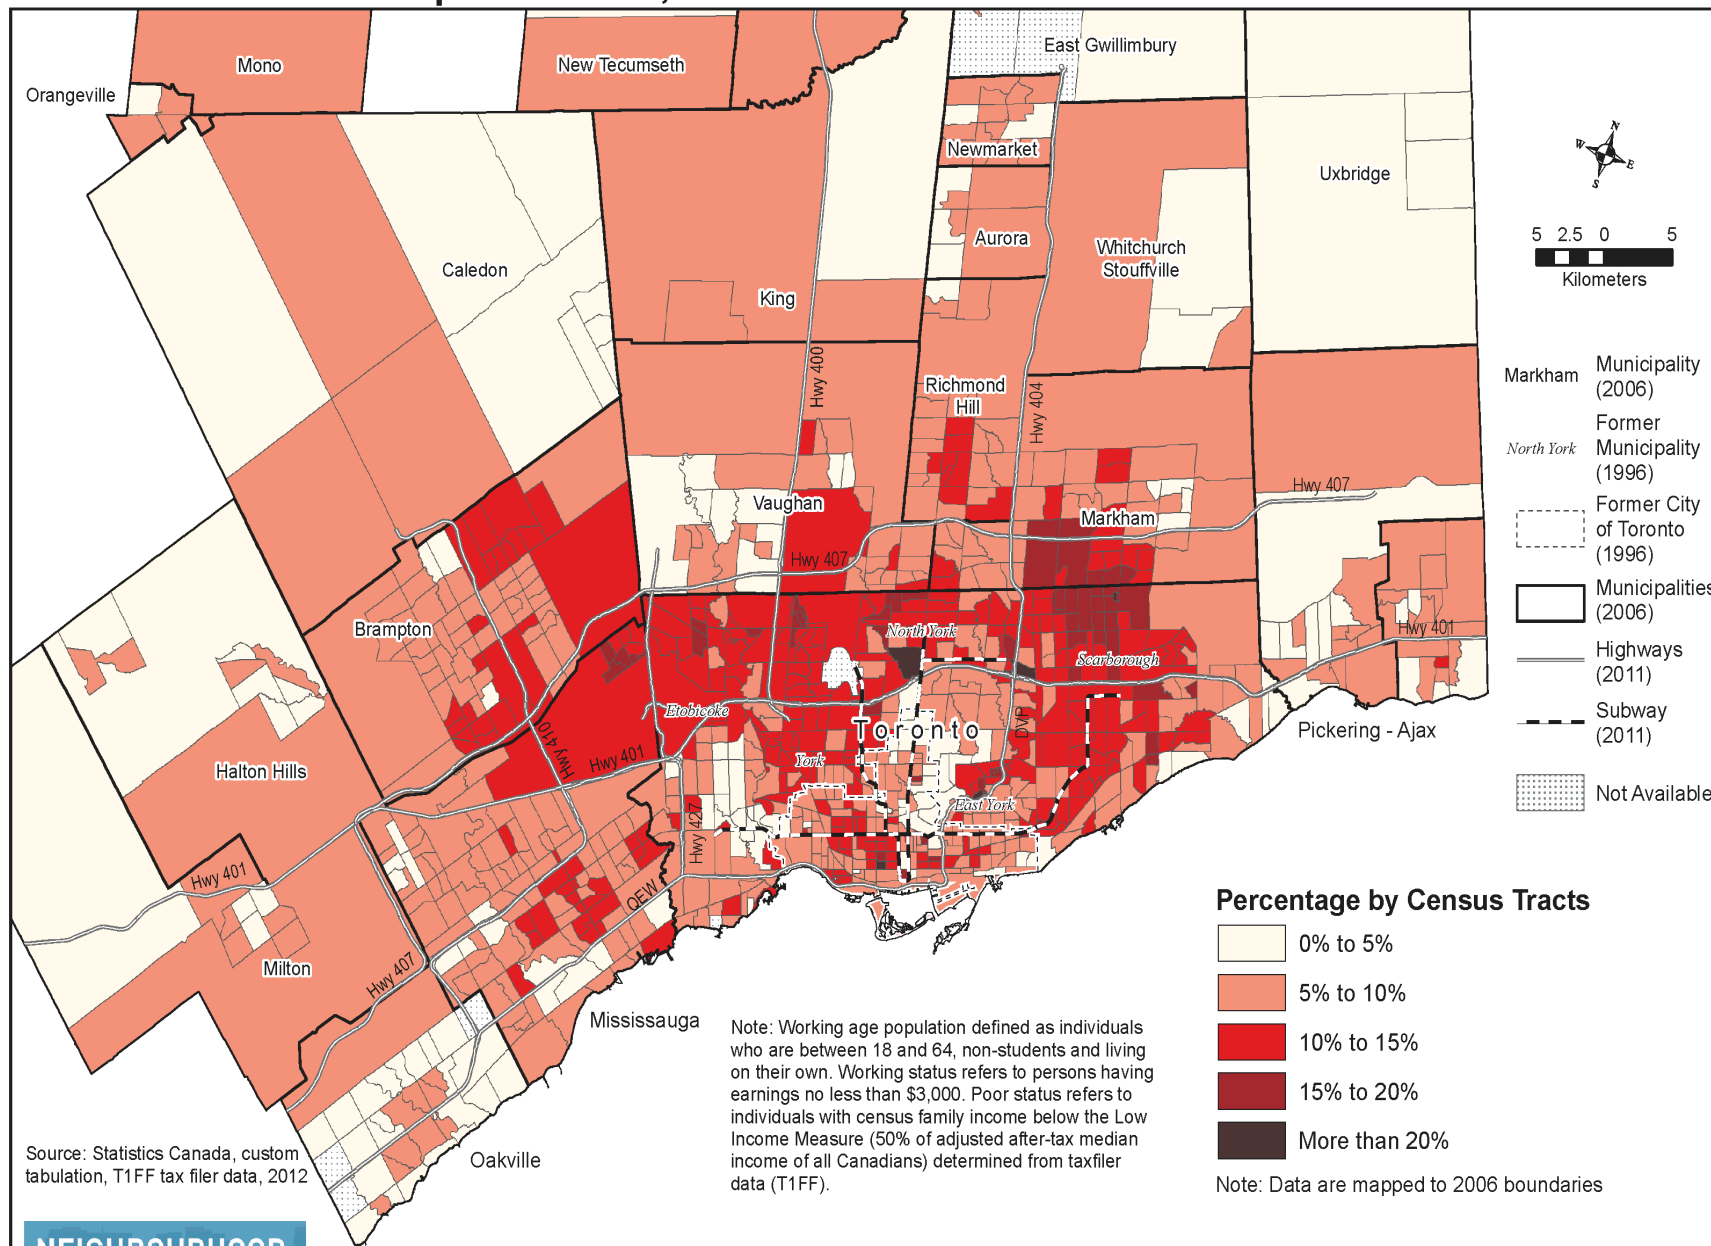 Mono
New Tecumseth
East Gwillimbury
Orangeville
Newmarket
Uxbridge
N
W
E
S
Aurora
Whitchurch
Stouffville
Caledon
King
5 2.5 0 5
Kilometers
Hwy 400
Richmond
Hill
Hwy 404
Markham
Municipality
(2006)
North York
Former
Municipality
(1996)
Former City
of Toronto
(1996)
Municipalities
(2006)
Highways
(2011)
Subway
(2011)
Not Available
Vaughan
Hwy 407
Markham
Hwy 407
Hwy 401
Brampton
North York
Scarborough
Etobicoke
Toronto
DVP
Pickering - Ajax
Hwy 410
Hwy 401
York
East York
Halton Hills
Hwy 427
Hwy 401
QEW
Milton
Hwy 407
Mississauga
Oakville
Percentage by Census Tracts
0% to 5%
5% to 10%
10% to 15%
15% to 20%
More than 20%
Note: Data are mapped to 2006 boundaries
Note: Working age population defined as individuals
who are between 18 and 64, non-students and living
on their own. Working status refers to persons having
earnings no less than $3,000. Poor status refers to
individuals with census family income below the Low
Income Measure (50% of adjusted after-tax median
income of all Canadians) determined from taxfiler
data (T1FF).
Source: Statistics Canada, custom
tabulation, T1FF tax filer data, 2012